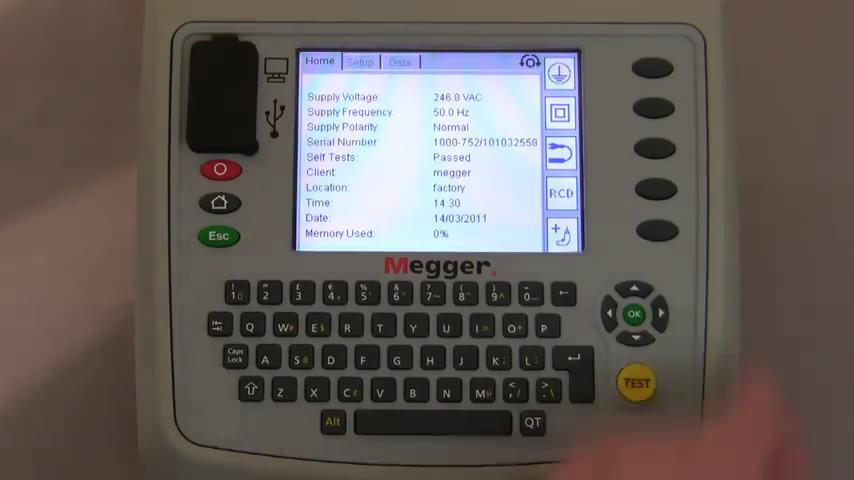 Home Setup Data
Supply Voltage: 246.8 VAC
Supply Frequency: 50.0 Hz
Supply Polarity: Normal
Serial Number 1000-752/101032558
Self Tests: Passed
Client: megger
Location: factory
Time: 14:30
Date: 14/03/2011
Memory Used: 0%
RCD
Esc
Megger
! 1 " 2 £ 3 € 4 % 5 & 6 7 ( 8 ) 9 ^ 0
Q W E R T Y U I O P
Caps Lock A S D F G H J K ; L :
Z X C V B N M < , / > . \
Alt QT
OK
TEST